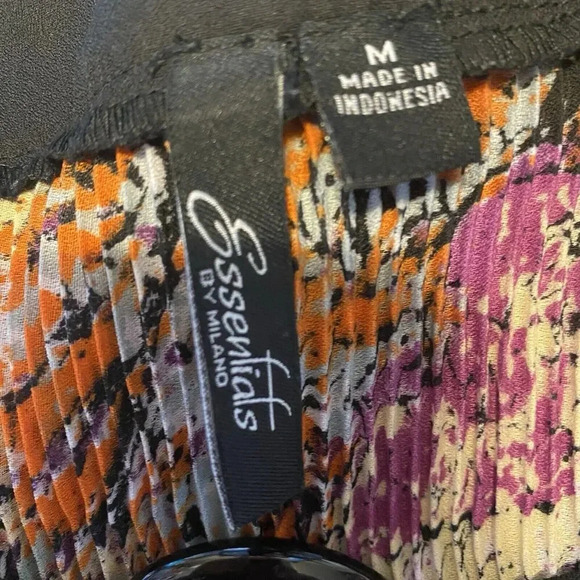 M
MADE IN
INDONESIA
Essentials
BY MILANO